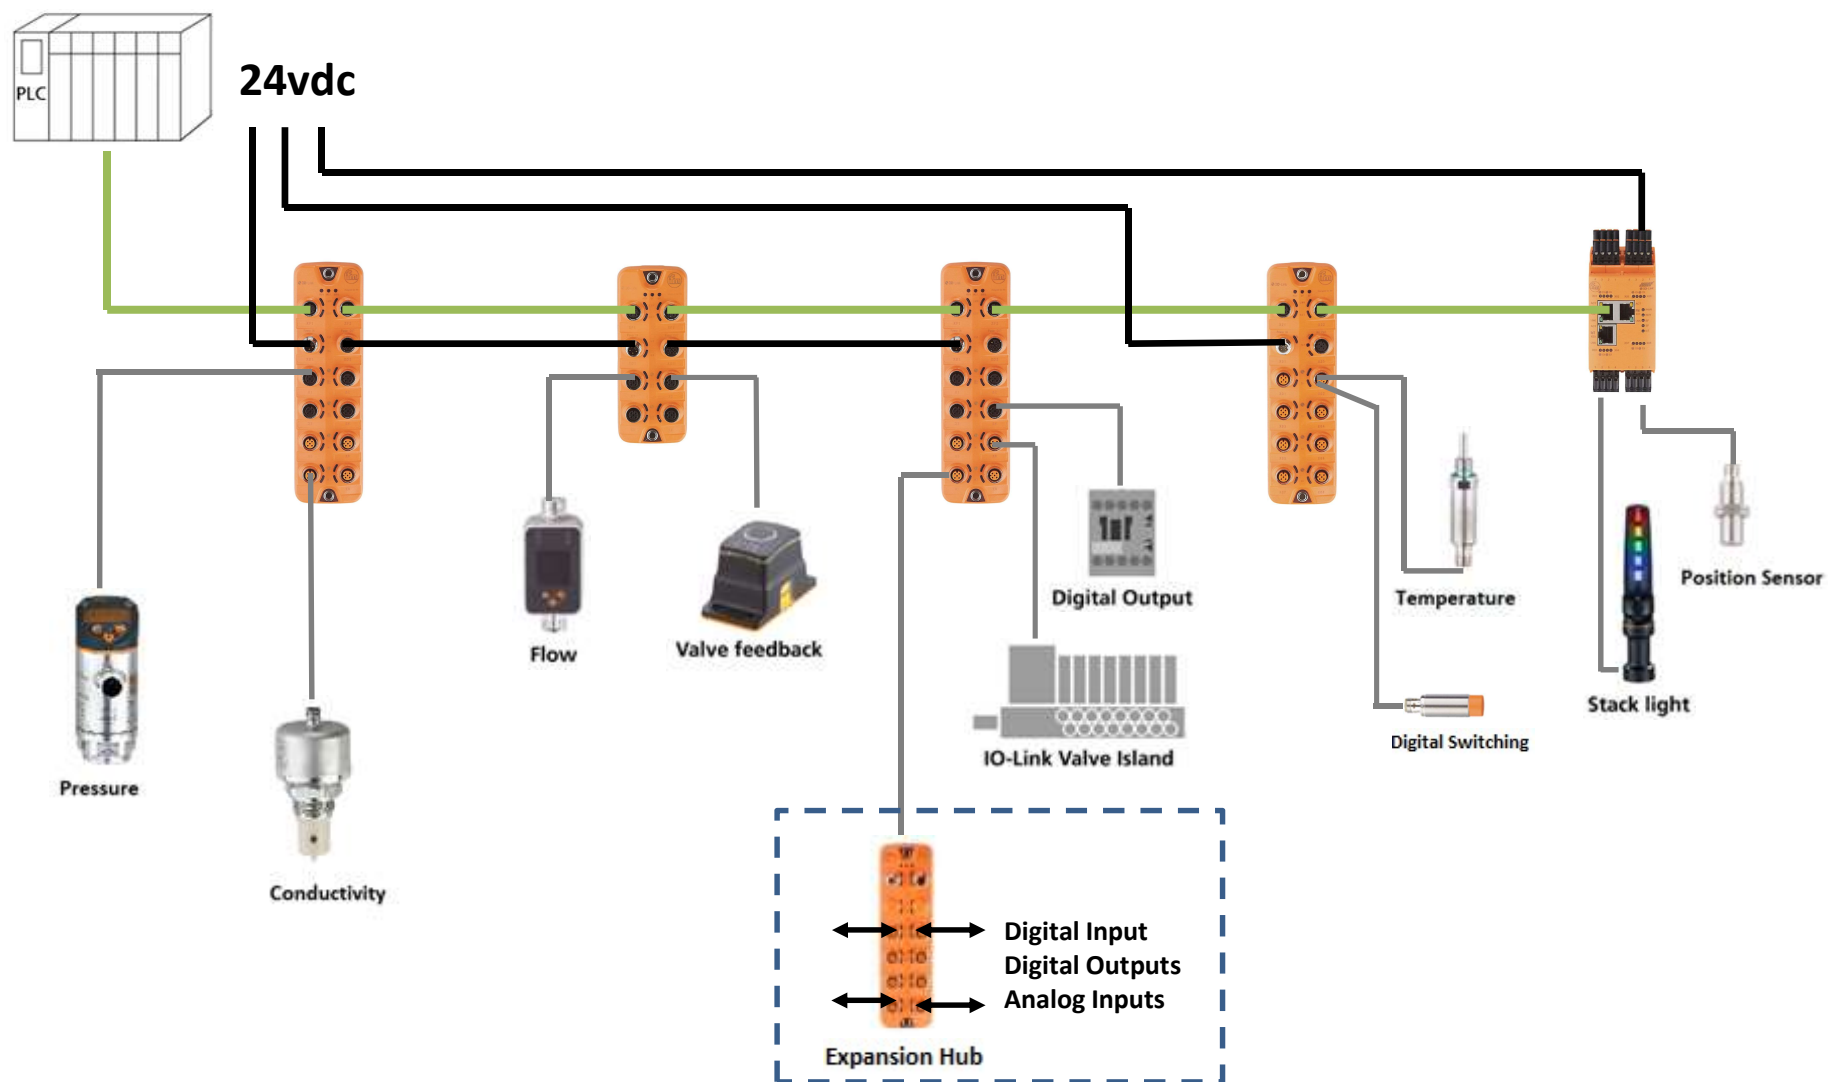 PLC
24vdc
Digital Output
Temperature
Position Sensor
Flow
Valve feedback
Stack light
Digital Switching
IO-Link Valve Island
Pressure
Conductivity
Digital Input
Digital Outputs
Analog Inputs
Expansion Hub